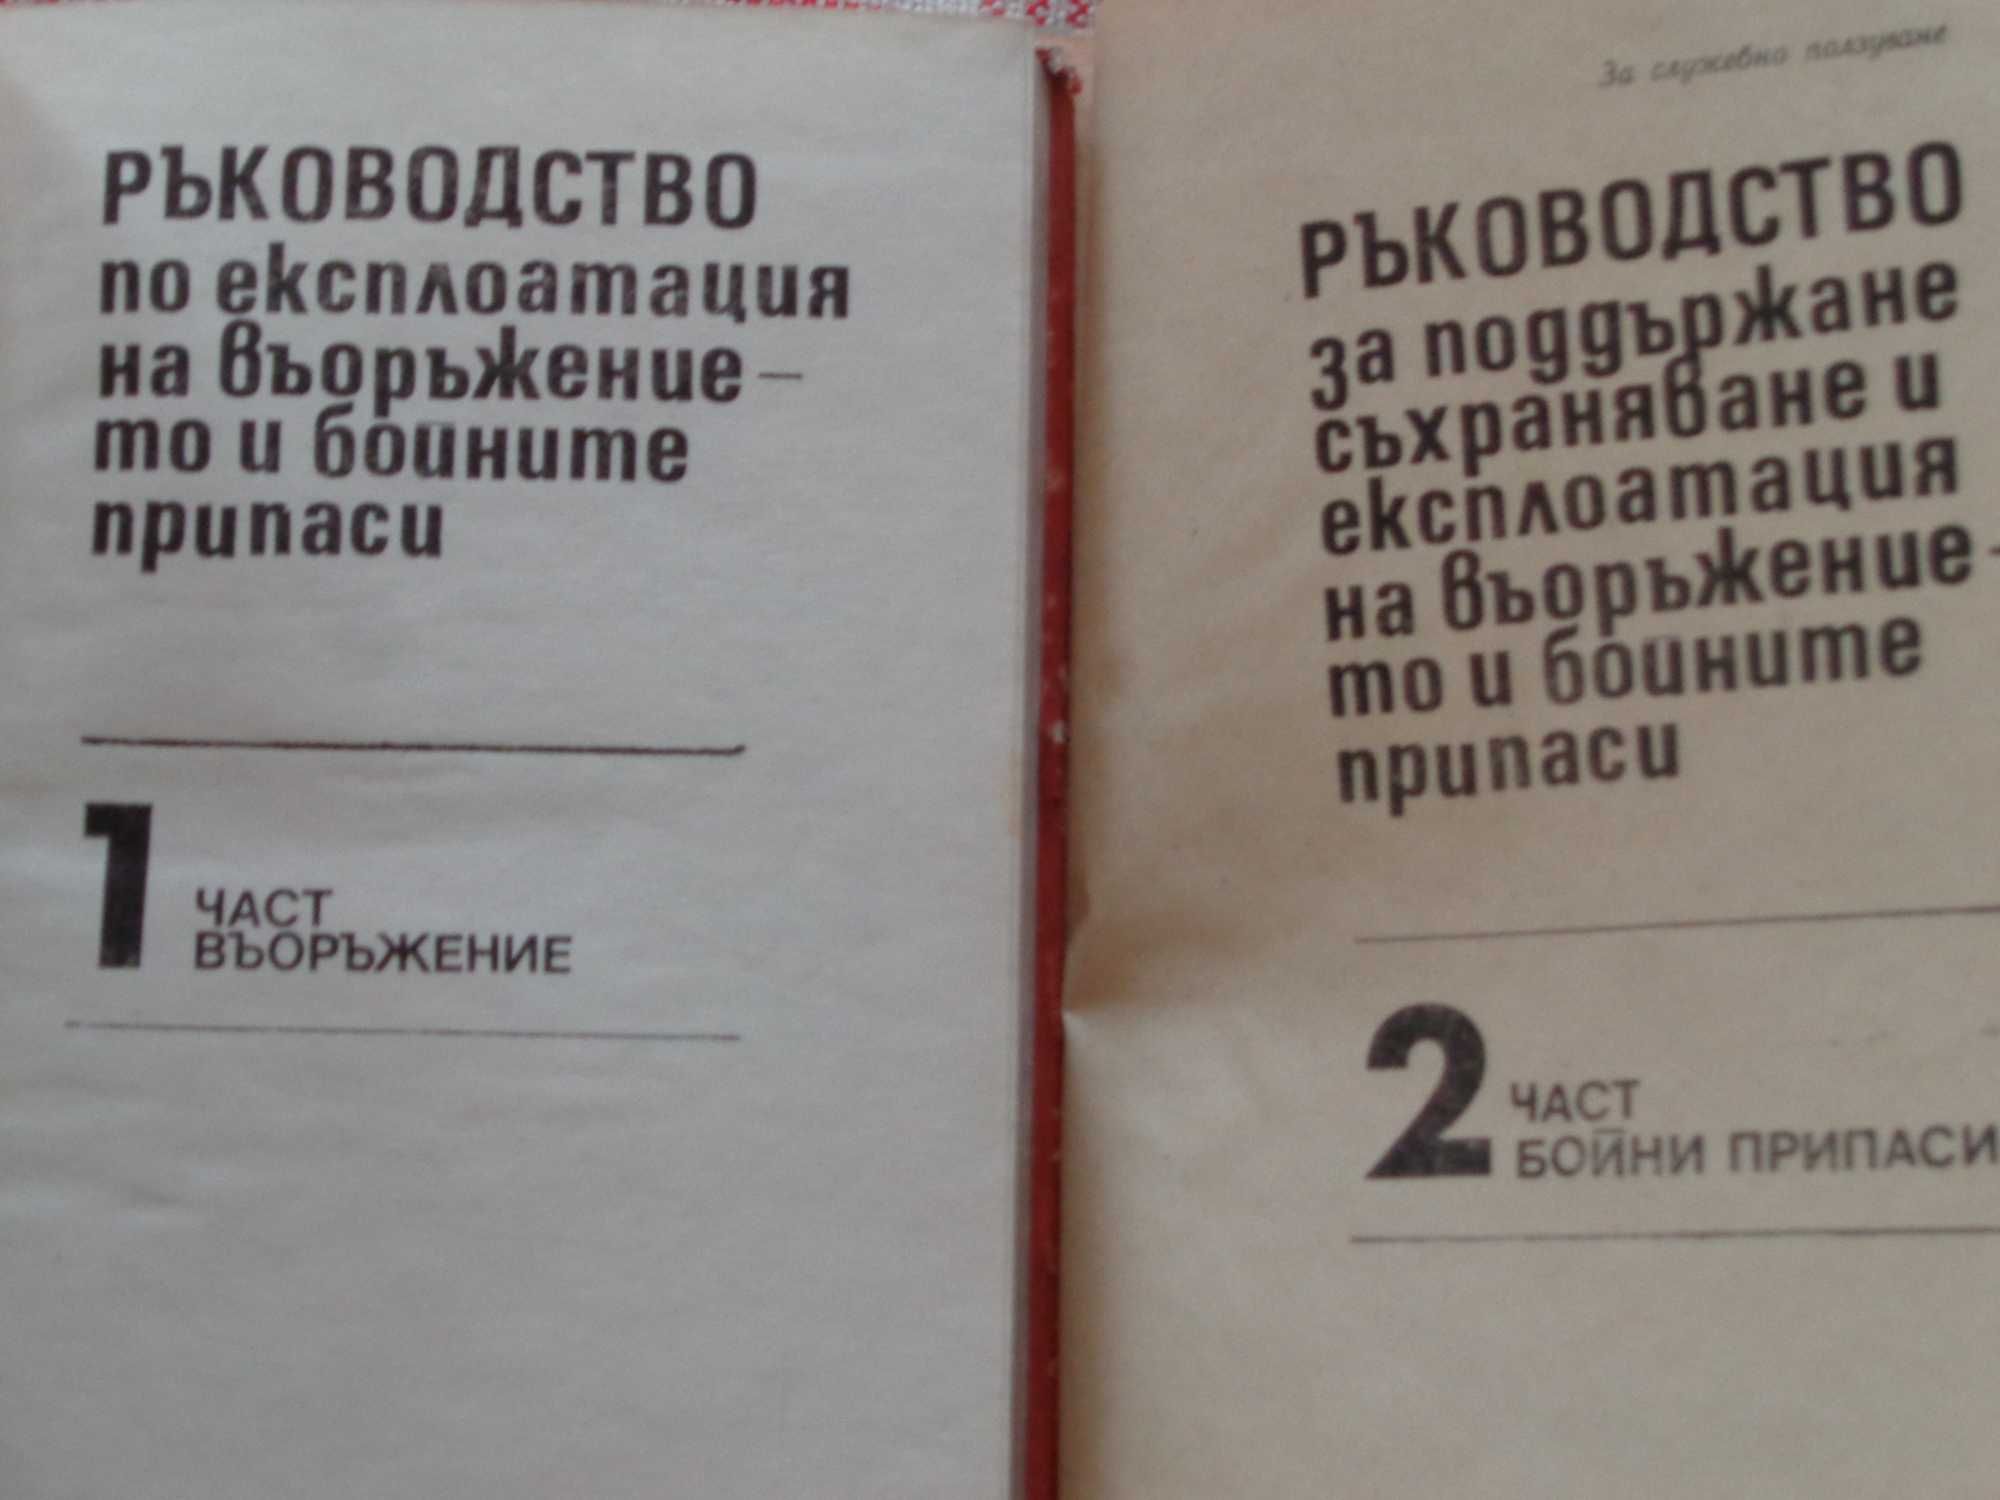 РЪКОВОДСТВО
по експлоатация
на въоръжение-
то и бойните
припаси
1
ЧАСТ
ВЪОРЪЖЕНИЕ
За служебно ползуване
РЪКОВОДСТВО
за поддържане
съхраняване и
експлоатация
на въоръжение-
то и бойните
припаси
2
ЧАСТ
БОЙНИ ПРИПАСИ